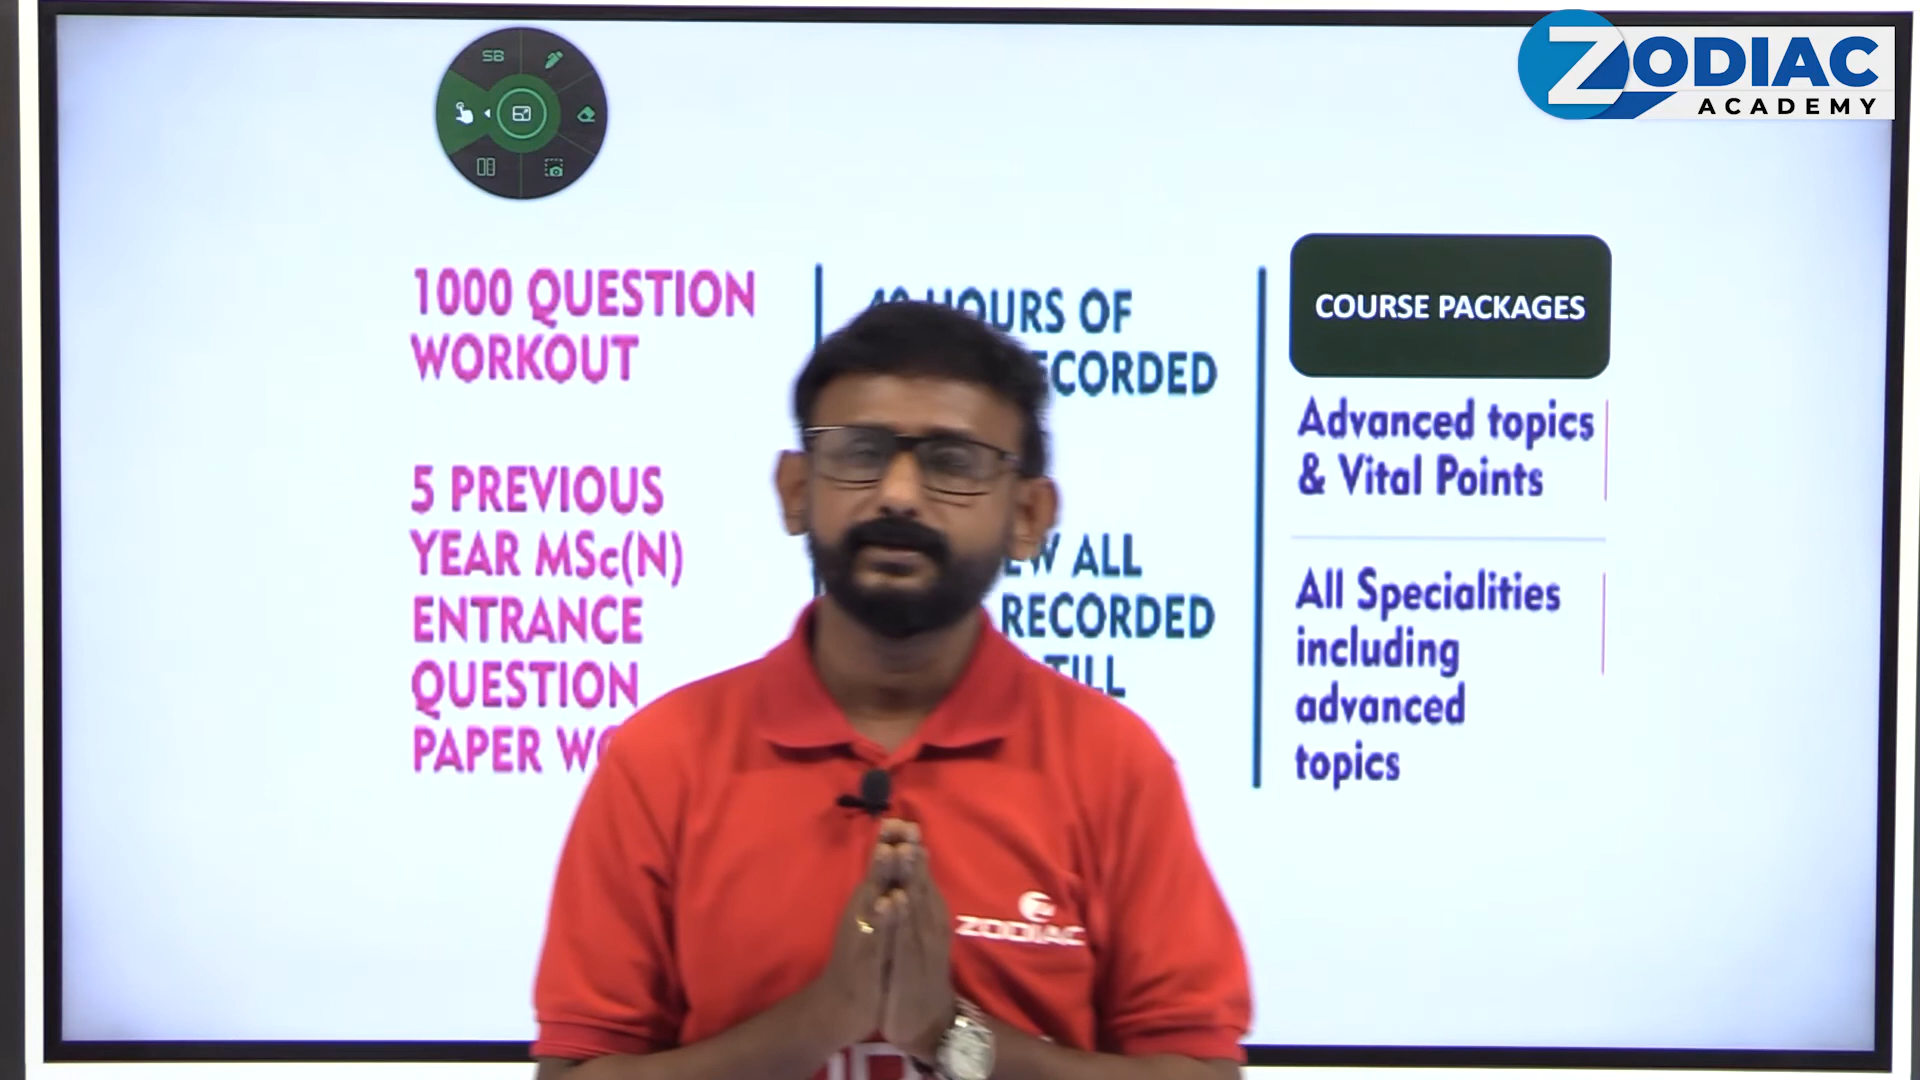 SB
ZODIAC
ACADEMY
1000 QUESTION
WORKOUT
5 PREVIOUS
YEAR MSc(N)
ENTRANCE
QUESTION
PAPER
HOURS OF
ALL
RECORDED
COURSE PACKAGES
Advanced topics
& Vital Points
All Specialities
including
advanced
topics
ZODIAC